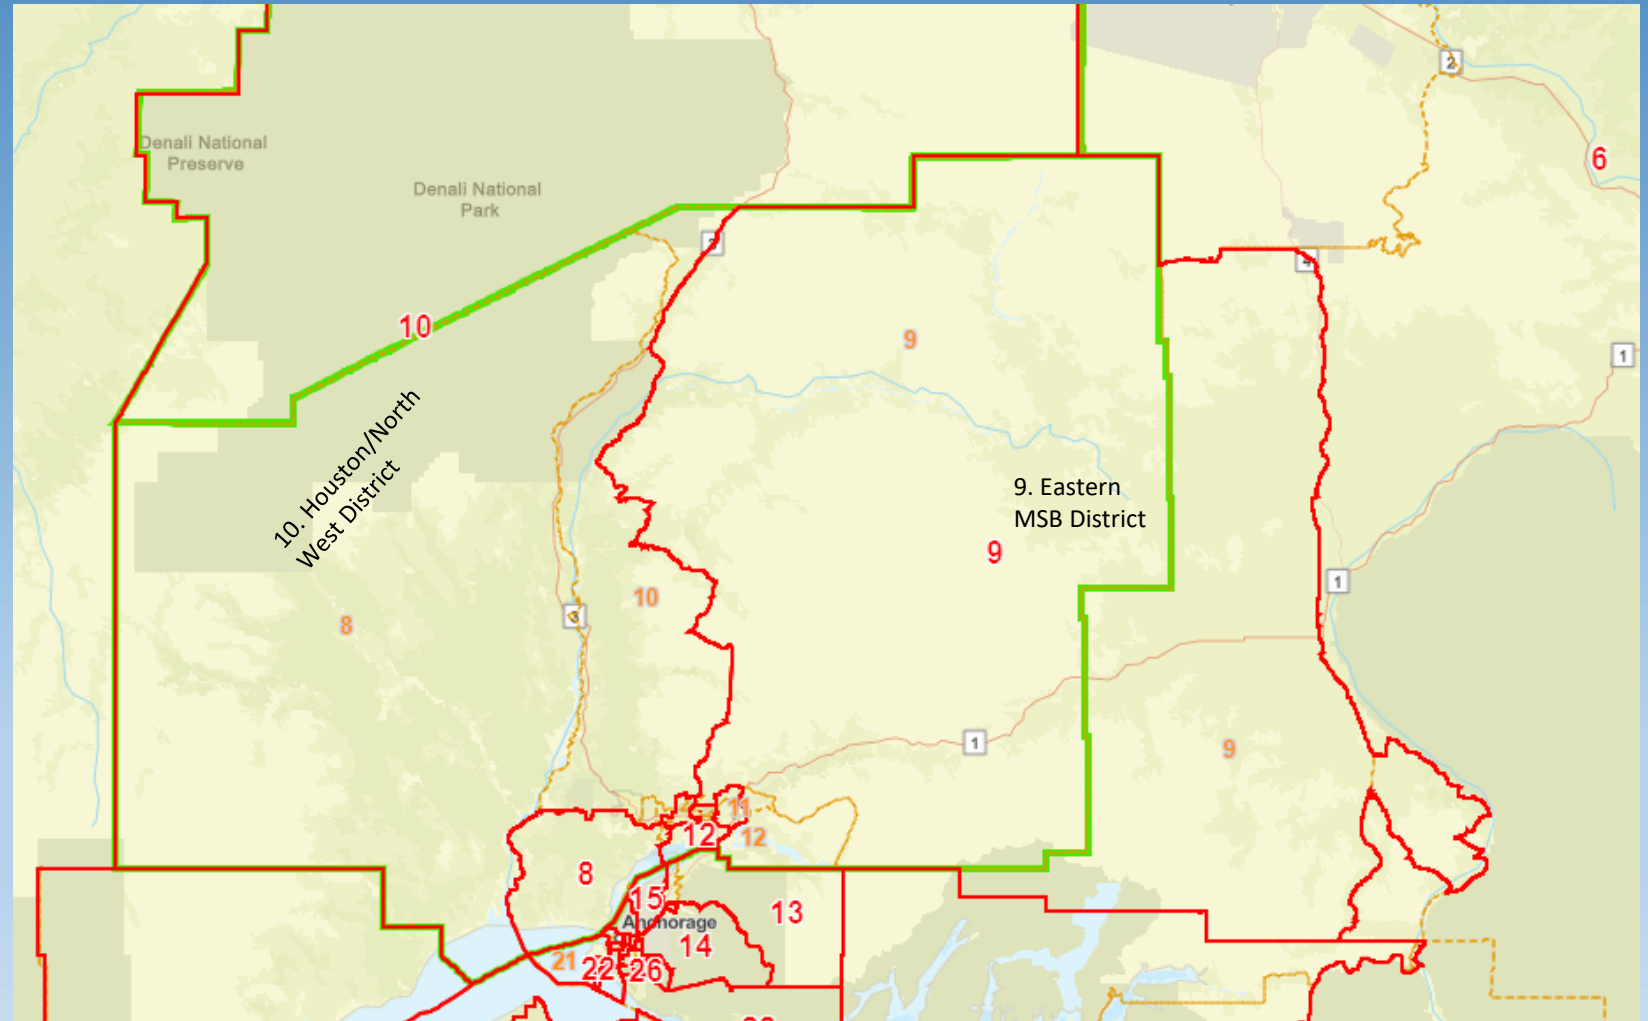 2
Denali National
Preserve
6
Denali National
Park
3
4
10
9
1
10. Houston/North
West District
9. Eastern
MSB District
9
1
10
3
8
1
9
11
12
12
8
15
13
Anchorage
14
21
22
26